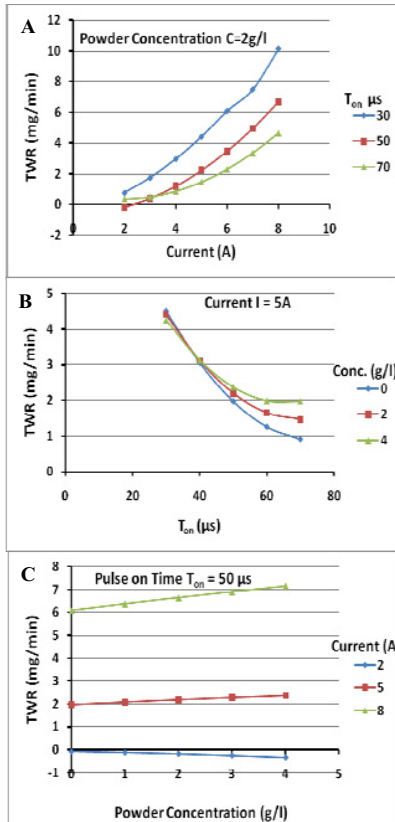 A
Powder Concentration C=2g/l
TWR (mg/min)
12
10
8
6
4
2
0
-2
0 2 4 6 8 10
Current (A)
Ton µs
30
50
70
B
Current I = 5A
TWR (mg/min)
5
4
3
2
1
0
0 20 40 60 80
Ton (µs)
Conc. (g/l)
0
2
4
C
Pulse on Time Ton = 50 µs
TWR (mg/min)
8
7
6
5
4
3
2
1
0
-1
0 1 2 3 4 5
Powder Concentration (g/l)
Current (A
2
5
8